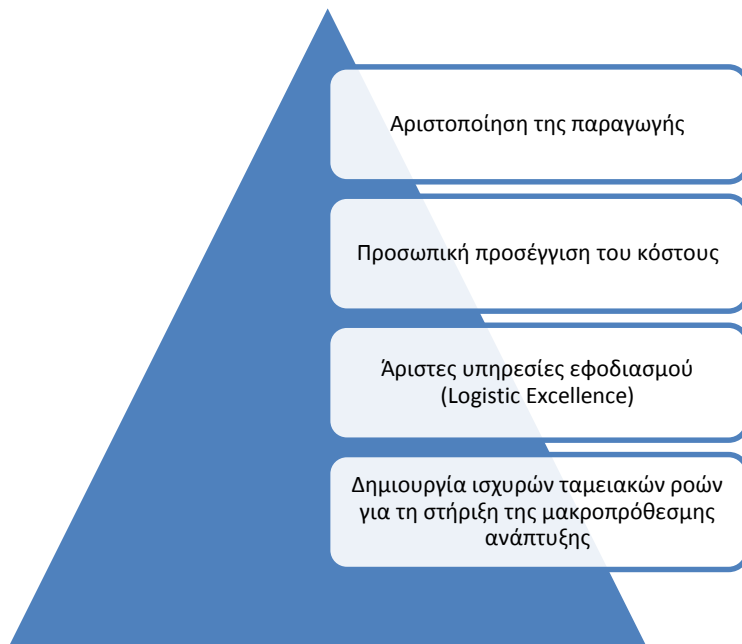 Αριστοποίηση της παραγωγής
Προσωπική προσέγγιση του κόστους
Άριστες υπηρεσίες εφοδιασμού
(Logistic Excellence)
Δημιουργία ισχυρών ταμειακών ροών
για τη στήριξη της μακροπρόθεσμης
ανάπτυξης